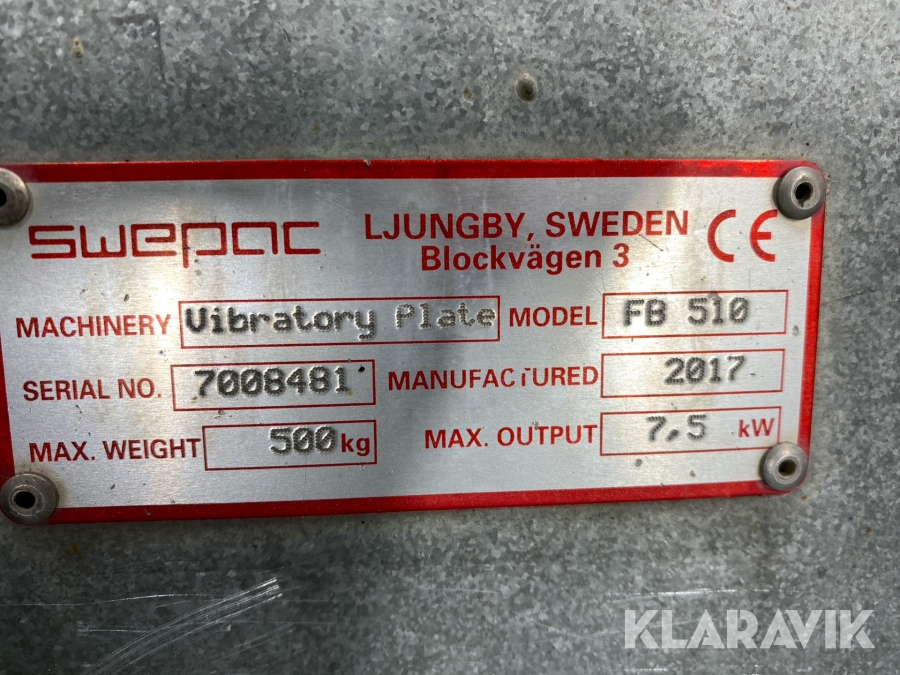 swepac LJUNGBY, SWEDEN CE
Blockvägen 3
MACHINERY Vibratory Plate MODEL FB 510
SERIAL NO. 7008481 MANUFACTURED 2017
MAX. WEIGHT 500 kg MAX. OUTPUT 7,5 kW
KLARAVIK